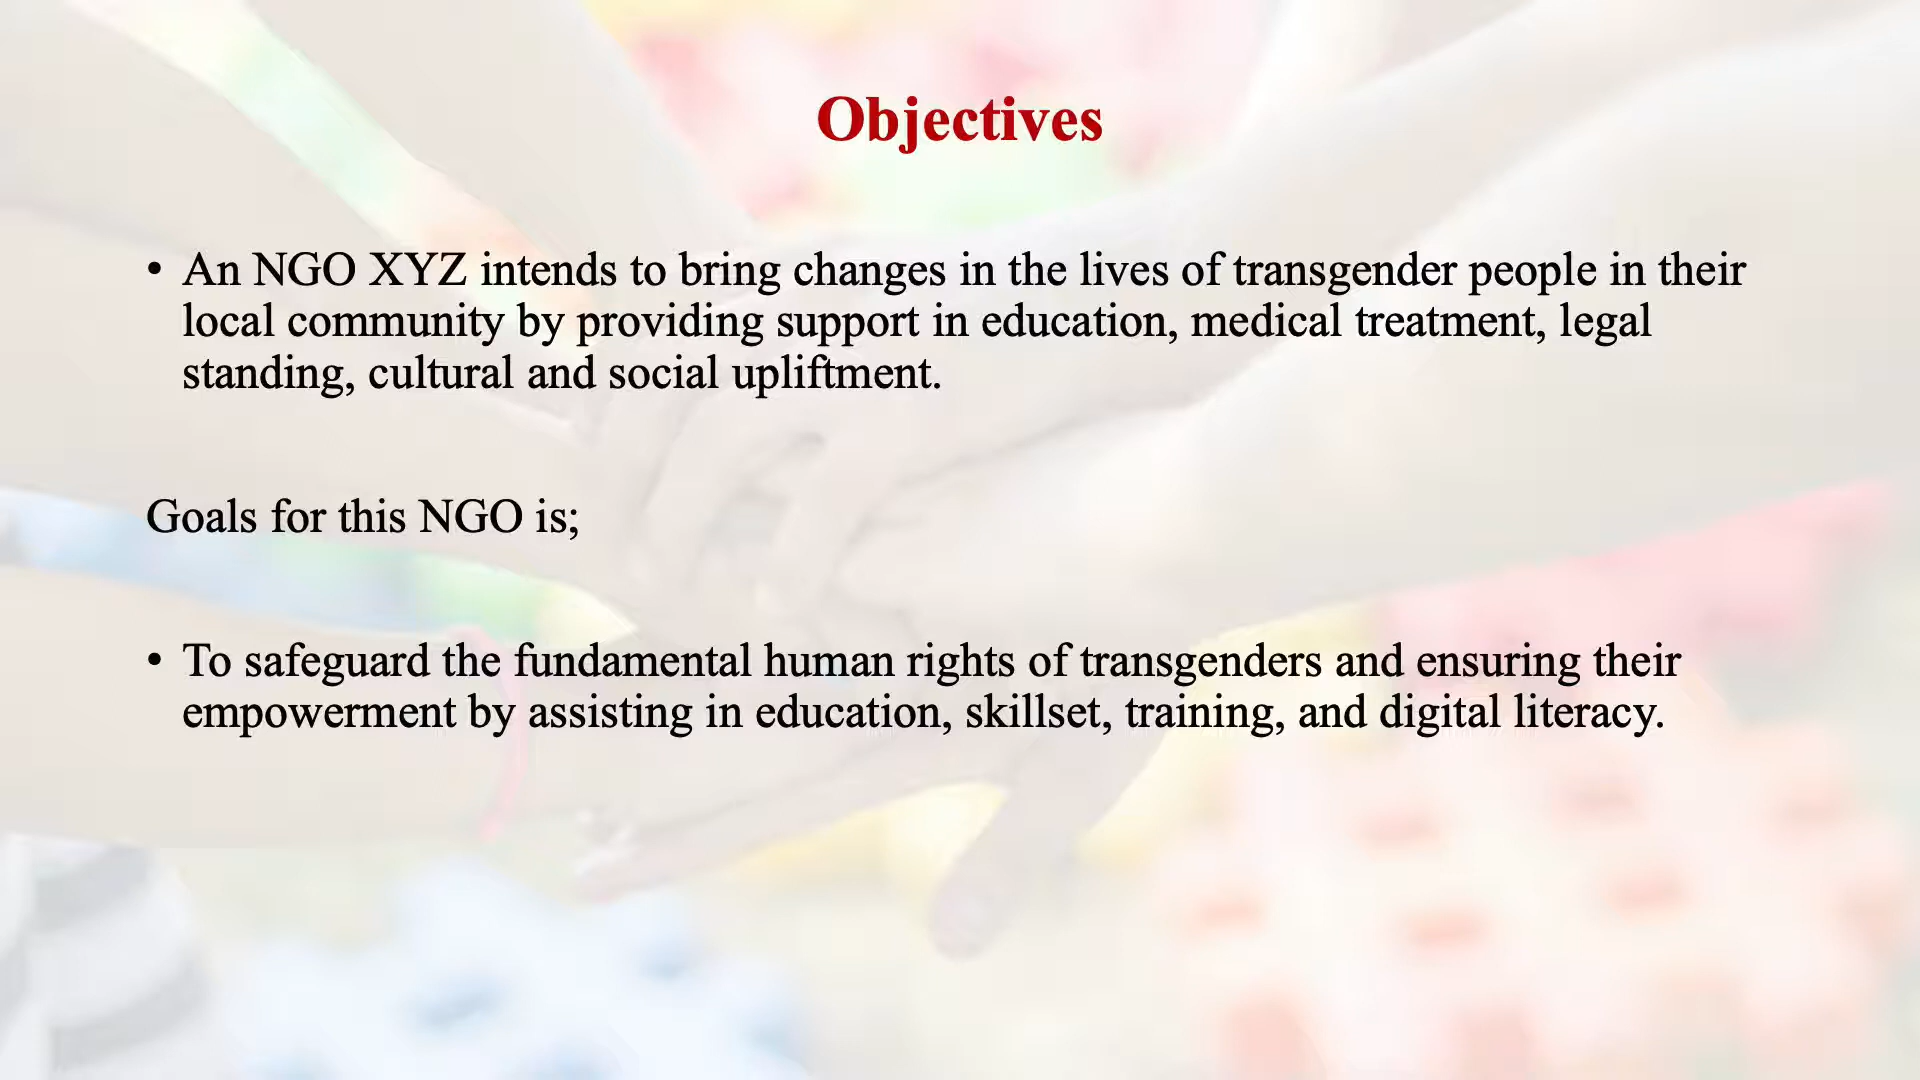 Objectives
• An NGO XYZ intends to bring changes in the lives of transgender people in their
local community by providing support in education, medical treatment, legal
standing, cultural and social upliftment.
Goals for this NGO is;
• To safeguard the fundamental human rights of transgenders and ensuring their
empowerment by assisting in education, skillset, training, and digital literacy.